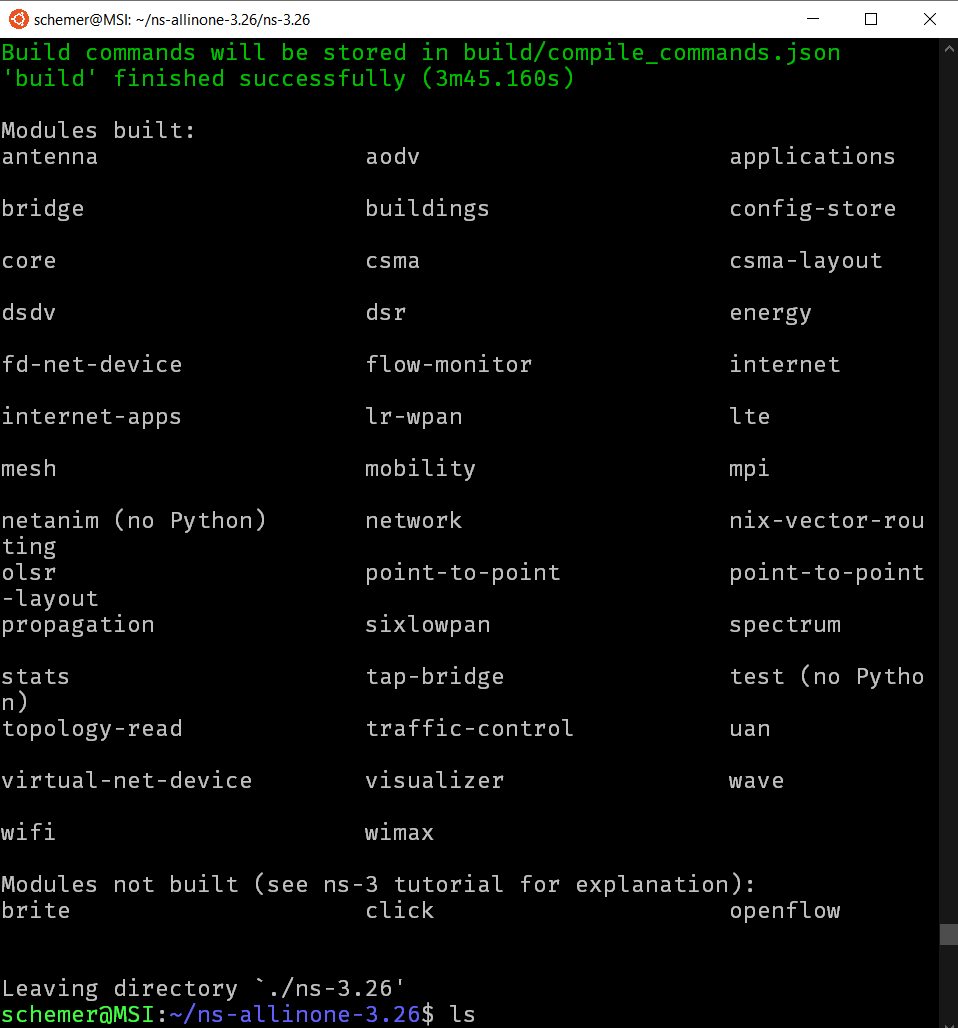 schemer@MSI: ~/ns-allinone-3.26/ns-3.26
Build commands will be stored in build/compile_commands.json
'build' finished successfully (3m45.160s)
Modules built:
antenna aodv applications
bridge buildings config-store
core csma csma-layout
dsdv dsr energy
fd-net-device flow-monitor internet
internet-apps lr-wpan lte
mesh mobility mpi
netanim (no Python) network nix-vector-rou
ting
olsr point-to-point point-to-point
-layout
propagation sixlowpan spectrum
stats tap-bridge test (no Pytho
n)
topology-read traffic-control uan
virtual-net-device visualizer wave
wifi wimax
Modules not built (see ns-3 tutorial for explanation):
brite click openflow
Leaving directory `./ns-3.26'
schemer@MSI:~/ns-allinone-3.26$ ls